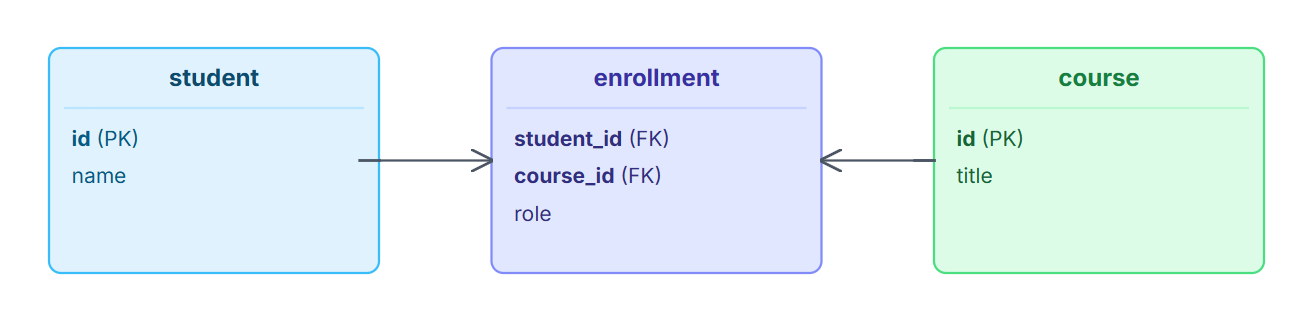 student
id (PK)
name
enrollment
student_id (FK)
course_id (FK)
role
course
id (PK)
title